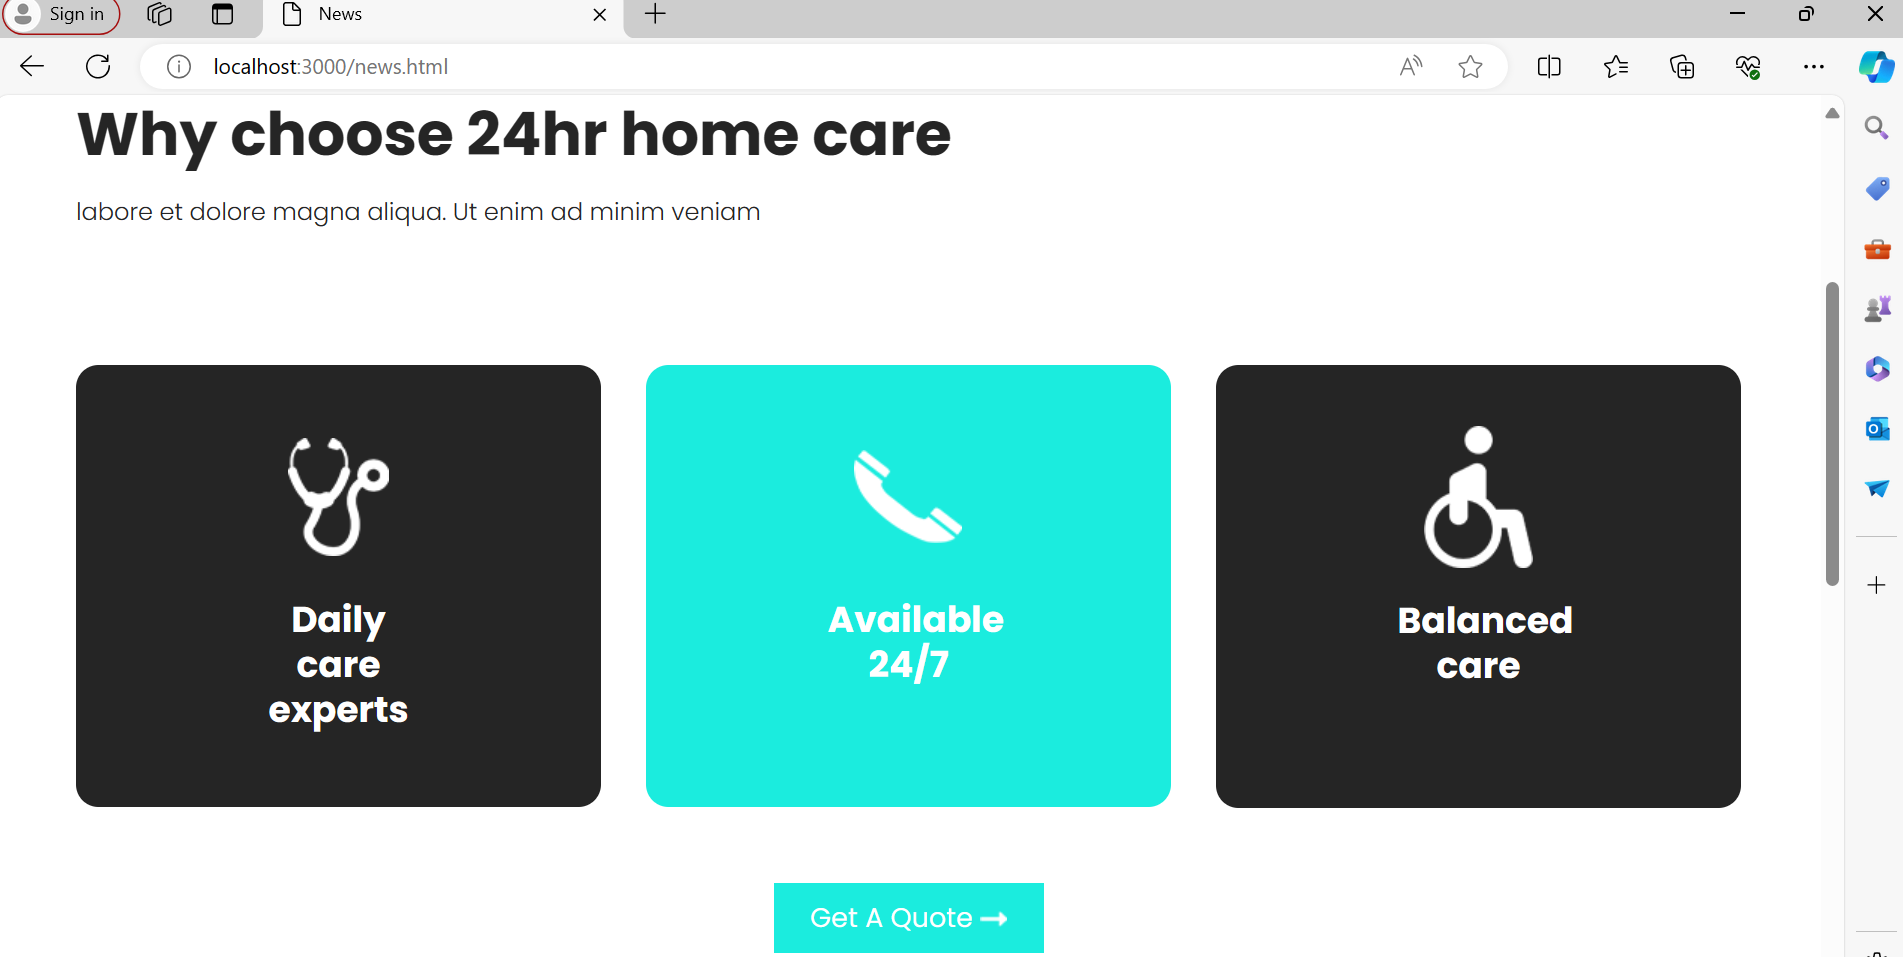 Sign in
News
localhost:3000/news.html
Why choose 24hr home care
labore et dolore magna aliqua. Ut enim ad minim veniam
Daily
care
experts
Available
24/7
Balanced
care
Get A Quote